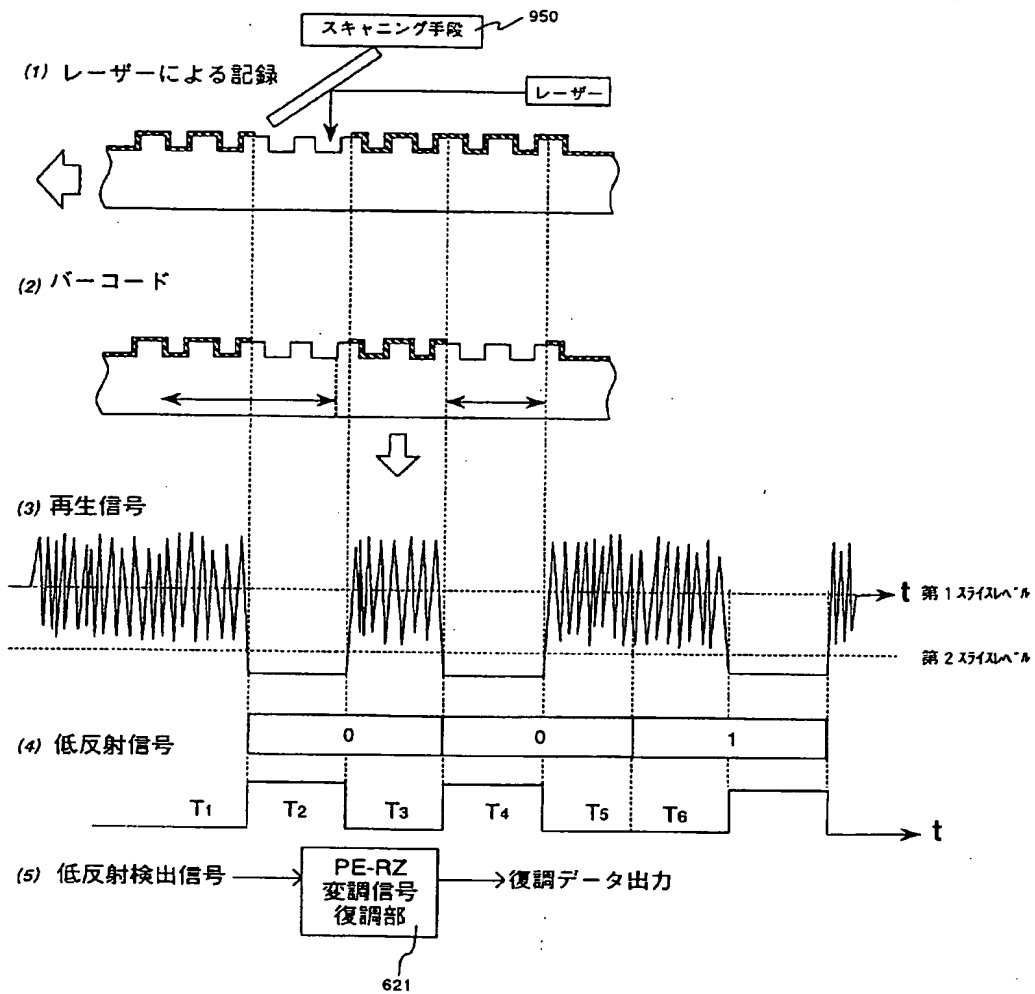 スキャニング手段
950
(1) レーザーによる記録
レーザー
(2) バーコード
(3) 再生信号
t 第1スライスレベル
第2スライスレベル
(4) 低反射信号
0 0 1
T1 T2 T3 T4 T5 T6
t
(5) 低反射検出信号
PE-RZ
変調信号
復調部
復調データ出力
621